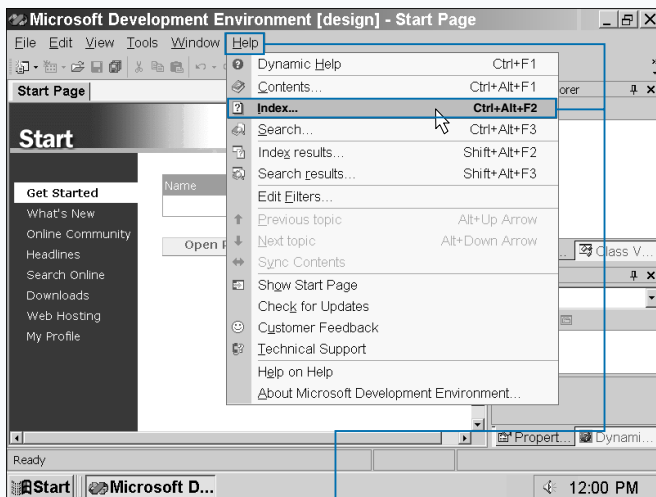 Microsoft Development Environment [design] - Start Page
File Edit View Tools Window Help
Start Page
Start
Get Started
What's New
Online Community
Headlines
Search Online
Downloads
Web Hosting
My Profile
Name
Open
Dynamic Help Ctrl+F1
Contents... Ctrl+Alt+F1
Index... Ctrl+Alt+F2
Search... Ctrl+Alt+F3
Index results... Shift+Alt+F2
Search results... Shift+Alt+F3
Edit Filters...
Previous topic Alt+Up Arrow
Next topic Alt+Down Arrow
Sync Contents
Show Start Page
Check for Updates
Customer Feedback
Technical Support
Help on Help
About Microsoft Development Environment...
orer
Class V...
Propert... Dynami...
Ready
Start Microsoft D... 12:00 PM